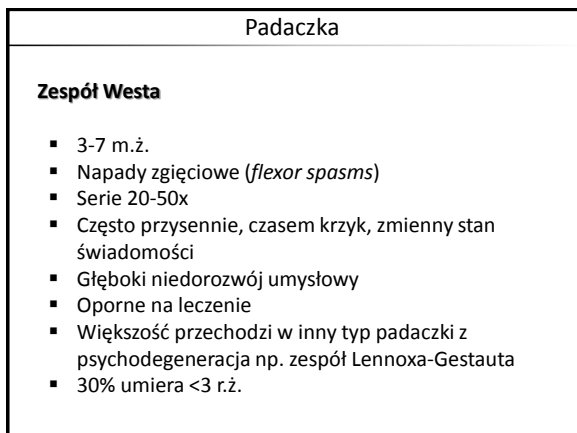 Padaczka
Zespół Westa
▪ 3-7 m.ż.
▪ Napady zgięciowe (flexor spasms)
▪ Serie 20-50x
▪ Często przysennie, czasem krzyk, zmienny stan
świadomości
▪ Głęboki niedorozwój umysłowy
▪ Oporne na leczenie
▪ Większość przechodzi w inny typ padaczki z
psychodegeneracja np. zespół Lennoxa-Gestauta
▪ 30% umiera <3 r.ż.